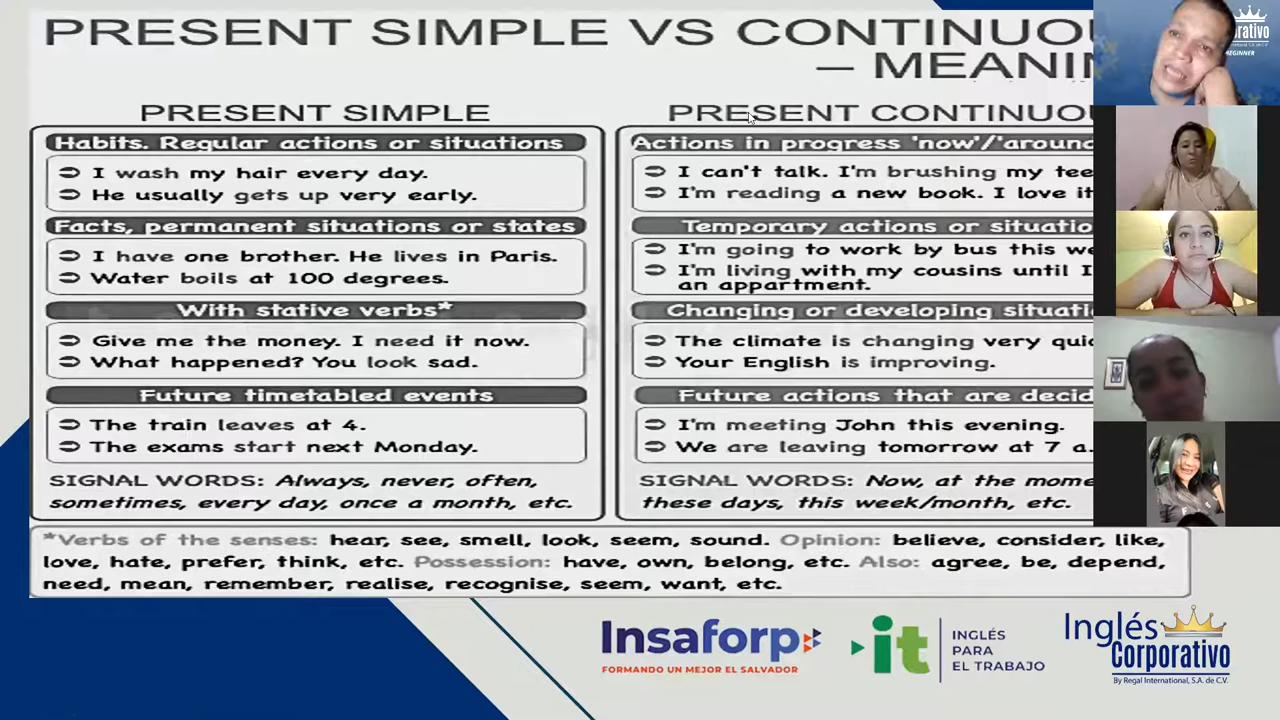 PRESENT SIMPLE VS CONTINUO
– MEANIN
PRESENT SIMPLE
Habits. Regular actions or situations
I wash my hair every day.
He usually gets up very early.
Facts, permanent situations or states
I have one brother. He lives in Paris.
Water boils at 100 degrees.
With stative verbs*
Give me the money. I need it now.
What happened? You look sad.
Future timetabled events
The train leaves at 4.
The exams start next Monday.
SIGNAL WORDS: Always, never, often,
sometimes, every day, once a month, etc.
PRESENT CONTINUOU
Actions in progress 'now'/'around
I can't talk. I'm brushing my tee
I'm reading a new book. I love it
Temporary actions or situatio
I'm going to work by bus this we
I'm living with my cousins until I
an appartment.
Changing or developing situati
The climate is changing very quic
Your English is improving.
Future actions that are decid
I'm meeting John this evening.
We are leaving tomorrow at 7 a.
SIGNAL WORDS: Now, at the mome
these days, this week/month, etc.
*Verbs of the senses: hear, see, smell, look, seem, sound. Opinion: believe, consider, like,
love, hate, prefer, think, etc. Possession: have, own, belong, etc. Also: agree, be, depend,
need, mean, remember, realise, recognise, seem, want, etc.
Insaforp
FORMANDO UN MEJOR EL SALVADOR
it
INGLÉS
PARA
EL TRABAJO
Inglés
Corporativo
By Regal International, S.A. de C.V.